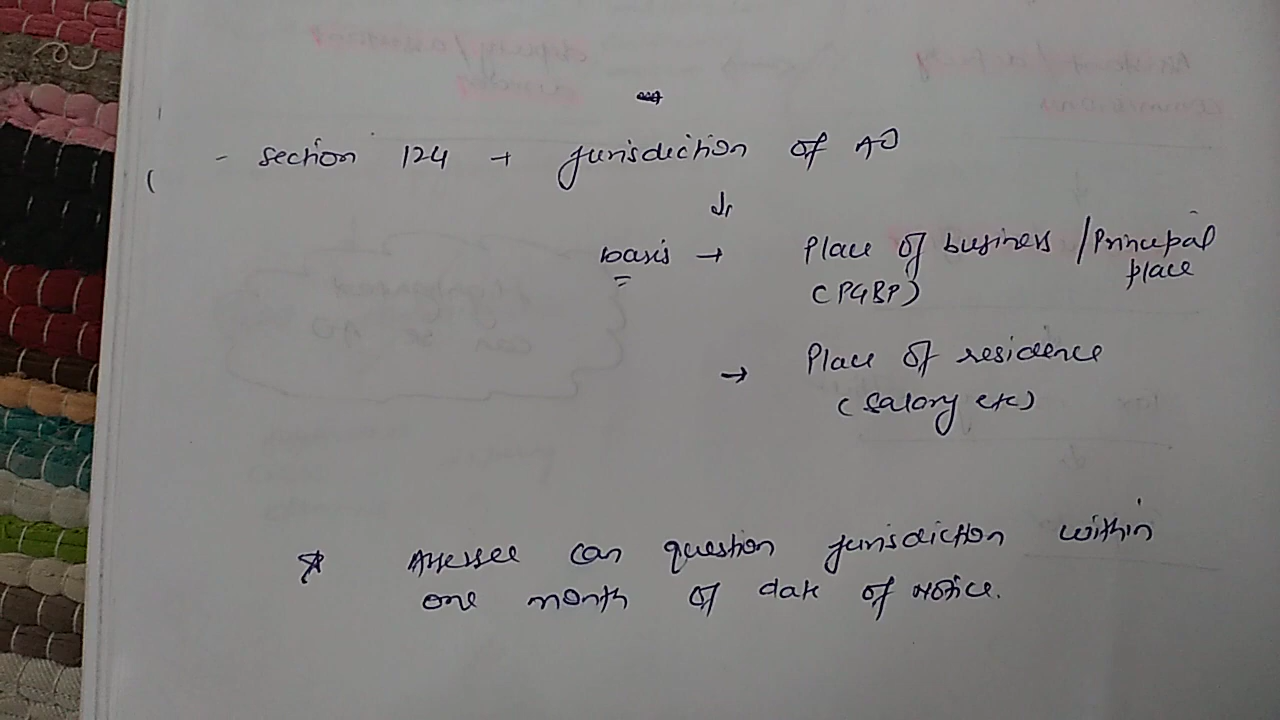 - Section 124 → Jurisdiction of AO
↓
basis → Place of business / Principal place
(PGBP)
→ Place of residence
(salary etc)
* Assessee can question jurisdiction within
one month of date of notice.